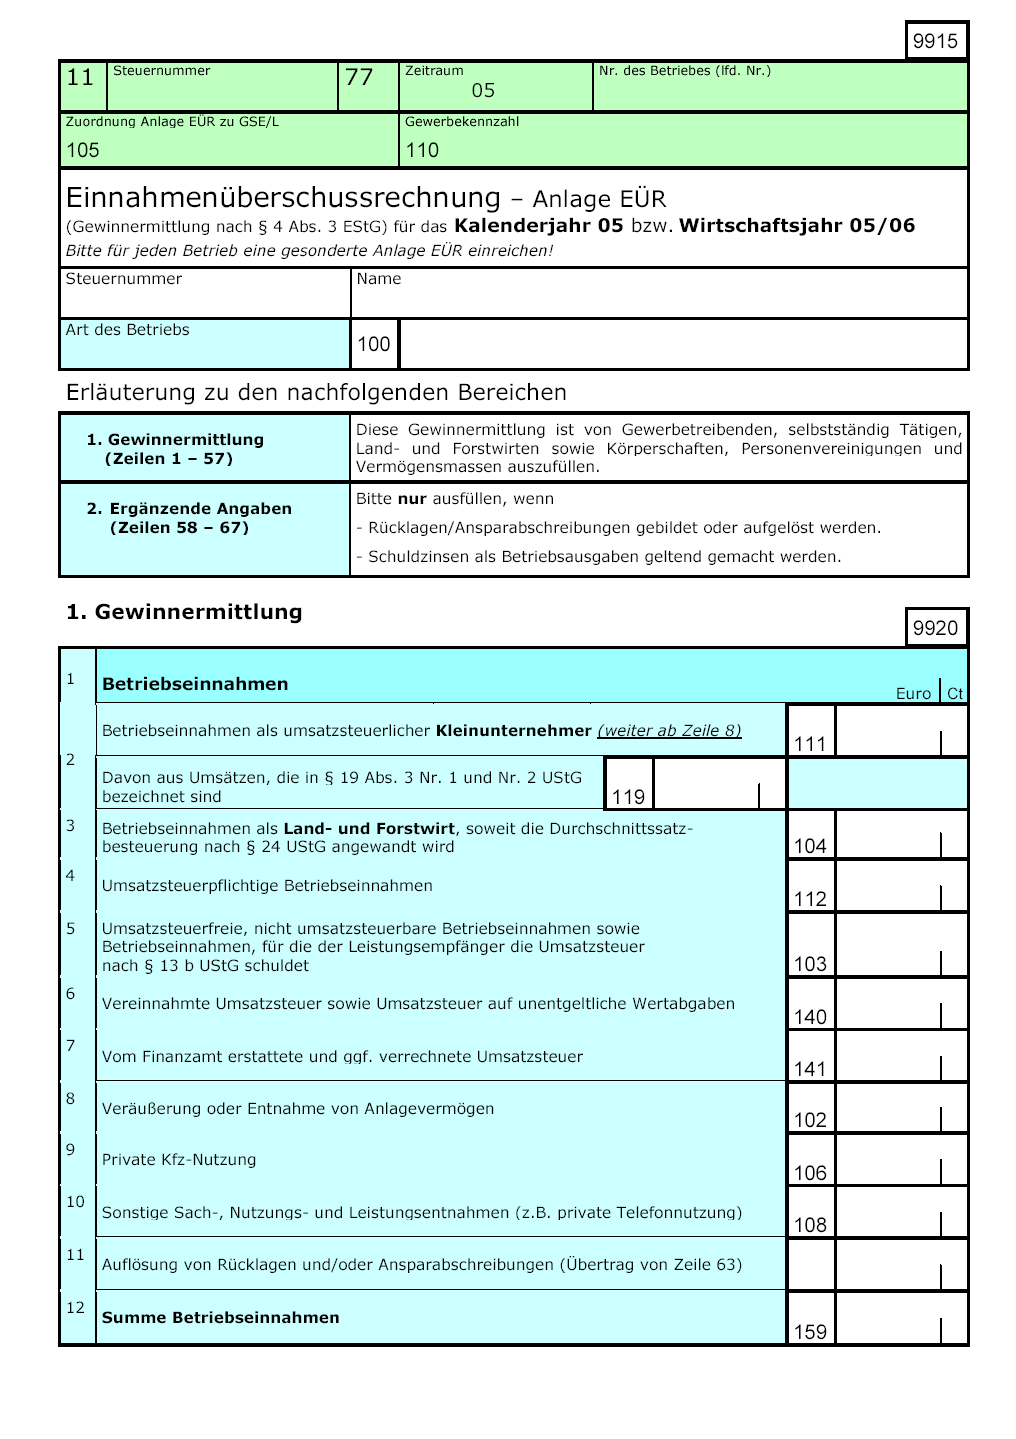 9915
11 Steuernummer 77 Zeitraum Nr. des Betriebes (lfd. Nr.)
05
Zuordnung Anlage EÜR zu GSE/L Gewerbekennzahl
105 110
Einnahmenüberschussrechnung – Anlage EÜR
(Gewinnermittlung nach § 4 Abs. 3 EStG) für das Kalenderjahr 05 bzw. Wirtschaftsjahr 05/06
Bitte für jeden Betrieb eine gesonderte Anlage EÜR einreichen!
Steuernummer Name
Art des Betriebs
100
Erläuterung zu den nachfolgenden Bereichen
1. Gewinnermittlung
(Zeilen 1 – 57)
Diese Gewinnermittlung ist von Gewerbetreibenden, selbstständig Tätigen,
Land- und Forstwirten sowie Körperschaften, Personenvereinigungen und
Vermögensmassen auszufüllen.
2. Ergänzende Angaben
(Zeilen 58 – 67)
Bitte nur ausfüllen, wenn
- Rücklagen/Ansparabschreibungen gebildet oder aufgelöst werden.
- Schuldzinsen als Betriebsausgaben geltend gemacht werden.
1. Gewinnermittlung
9920
1 Betriebseinnahmen Euro Ct
Betriebseinnahmen als umsatzsteuerlicher Kleinunternehmer (weiter ab Zeile 8) 111
2
Davon aus Umsätzen, die in § 19 Abs. 3 Nr. 1 und Nr. 2 UStG
bezeichnet sind 119
3 Betriebseinnahmen als Land- und Forstwirt, soweit die Durchschnittssatz-
besteuerung nach § 24 UStG angewandt wird 104
4 Umsatzsteuerpflichtige Betriebseinnahmen 112
5 Umsatzsteuerfreie, nicht umsatzsteuerbare Betriebseinnahmen sowie
Betriebseinnahmen, für die der Leistungsempfänger die Umsatzsteuer
nach § 13 b UStG schuldet 103
6 Vereinnahmte Umsatzsteuer sowie Umsatzsteuer auf unentgeltliche Wertabgaben 140
7 Vom Finanzamt erstattete und ggf. verrechnete Umsatzsteuer 141
8 Veräußerung oder Entnahme von Anlagevermögen 102
9 Private Kfz-Nutzung 106
10 Sonstige Sach-, Nutzungs- und Leistungsentnahmen (z.B. private Telefonnutzung) 108
11 Auflösung von Rücklagen und/oder Ansparabschreibungen (Übertrag von Zeile 63)
12 Summe Betriebseinnahmen 159